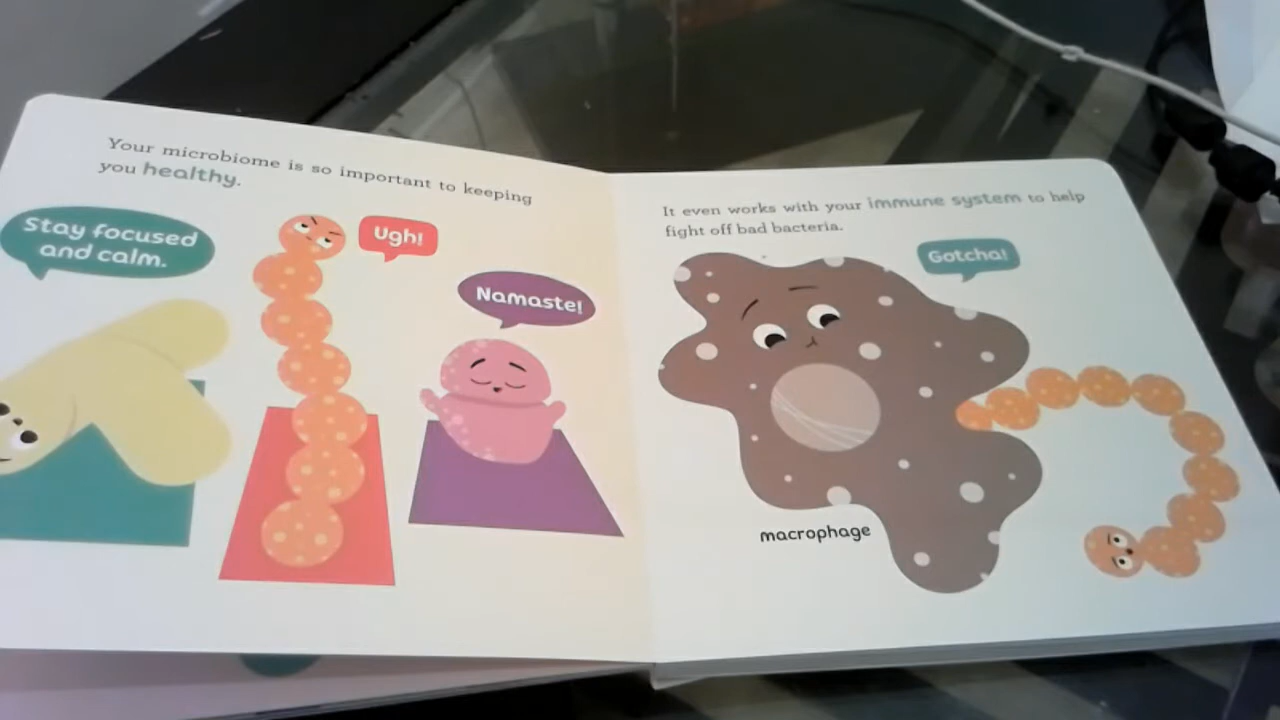 Your microbiome is so important to keeping
you healthy.
Stay focused
and calm.
Ugh!
Namaste!
It even works with your immune system to help
fight off bad bacteria.
Gotcha!
macrophage